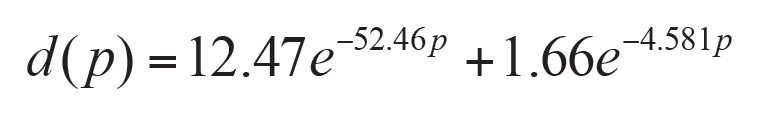 d(p) = 12.47e^{-52.46p} + 1.66e^{-4.581p}